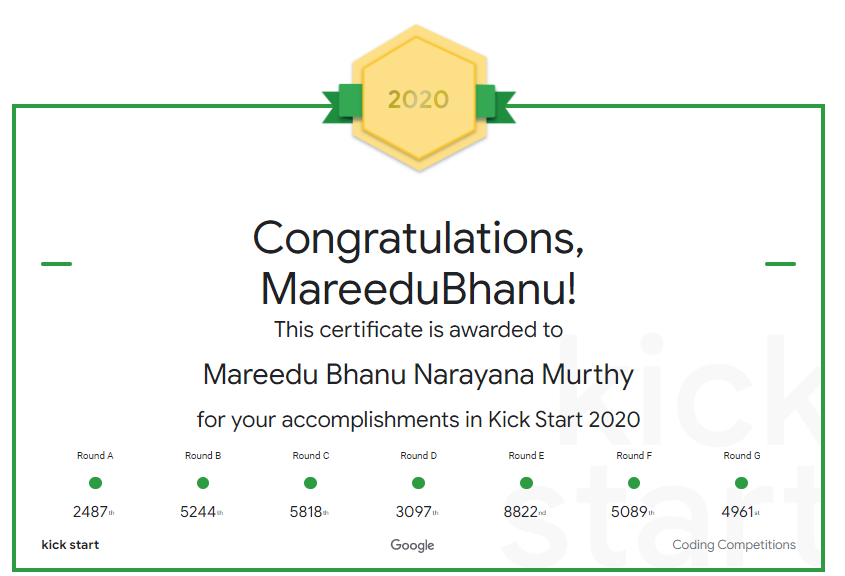 2020
Congratulations,
MareeduBhanu!
This certificate is awarded to
Mareedu Bhanu Narayana Murthy
for your accomplishments in Kick Start 2020
Round A Round B Round C Round D Round E Round F Round G
2487th 5244th 5818th 3097th 8822nd 5089th 4961st
kick start Google Coding Competitions
kick
start